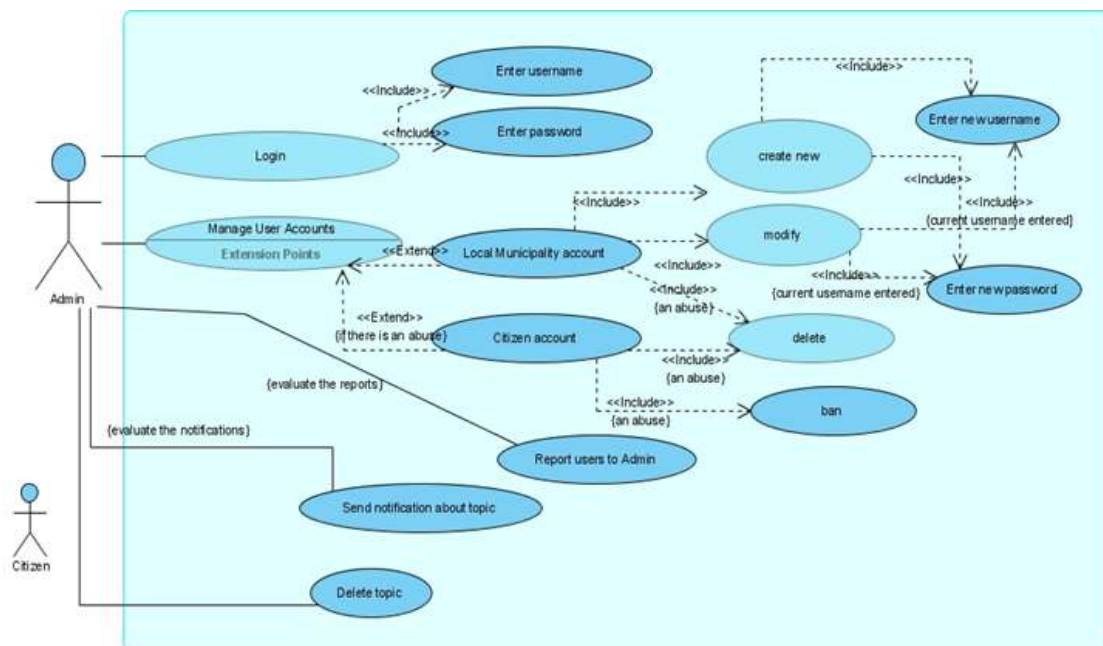 Enter username
<<Include>>
<<Include>>
Enter password
Login
<<Include>>
Enter new username
create new
<<Include>>
<<Include>>
<<Include>>
{current username entered}
Manage User Accounts
Extension Points
<<Extend>>
Local Municipality account
modify
<<Include>>
<<Include>>
{an abuse}
<<Include>>
{current username entered}
Enter new password
Admin
<<Extend>>
{if there is an abuse}
Citizen account
delete
<<Include>>
{an abuse}
{evaluate the reports}
<<Include>>
{an abuse}
ban
{evaluate the notifications}
Report users to Admin
Send notification about topic
Citizen
Delete topic